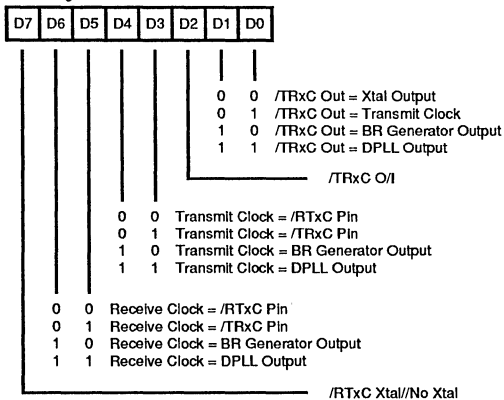 D7 D6 D5 D4 D3 D2 D1 D0
0 0 /TRxC Out = Xtal Output
0 1 /TRxC Out = Transmit Clock
1 0 /TRxC Out = BR Generator Output
1 1 /TRxC Out = DPLL Output
/TRxC O/I
0 0 Transmit Clock = /RTxC Pin
0 1 Transmit Clock = /TRxC Pin
1 0 Transmit Clock = BR Generator Output
1 1 Transmit Clock = DPLL Output
0 0 Receive Clock = /RTxC Pin
0 1 Receive Clock = /TRxC Pin
1 0 Receive Clock = BR Generator Output
1 1 Receive Clock = DPLL Output
/RTxC Xtal//No Xtal